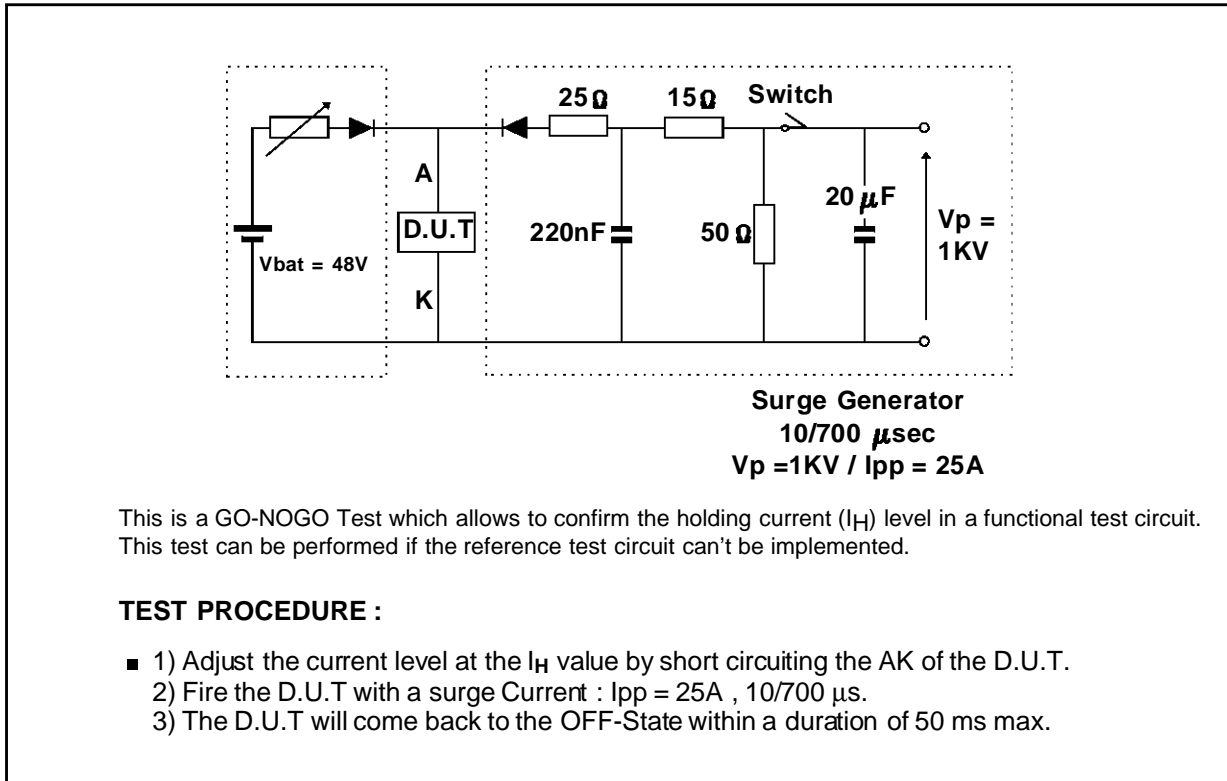 25Ω 15Ω Switch
A
D.U.T
K
Vbat = 48V
220nF 50Ω 20 µF
Vp =
1KV
Surge Generator
10/700 µsec
Vp =1KV / Ipp = 25A
This is a GO-NOGO Test which allows to confirm the holding current (IH) level in a functional test circuit.
This test can be performed if the reference test circuit can't be implemented.
TEST PROCEDURE :
■ 1) Adjust the current level at the IH value by short circuiting the AK of the D.U.T.
2) Fire the D.U.T with a surge Current : Ipp = 25A , 10/700 µs.
3) The D.U.T will come back to the OFF-State within a duration of 50 ms max.